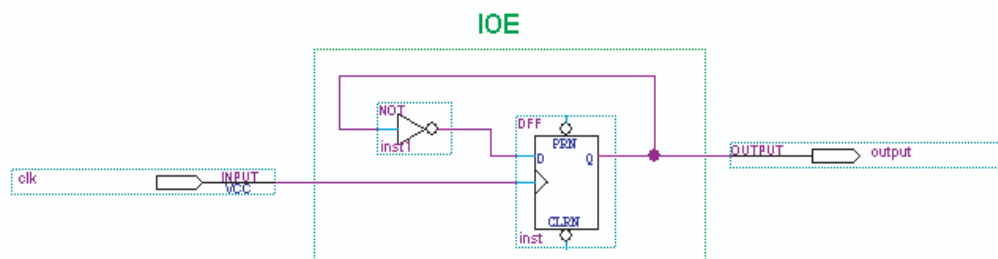 IOE
NOT
inst1
DFF
PRN
D Q
CLRN
inst
clk
INPUT
VCC
OUTPUT
output